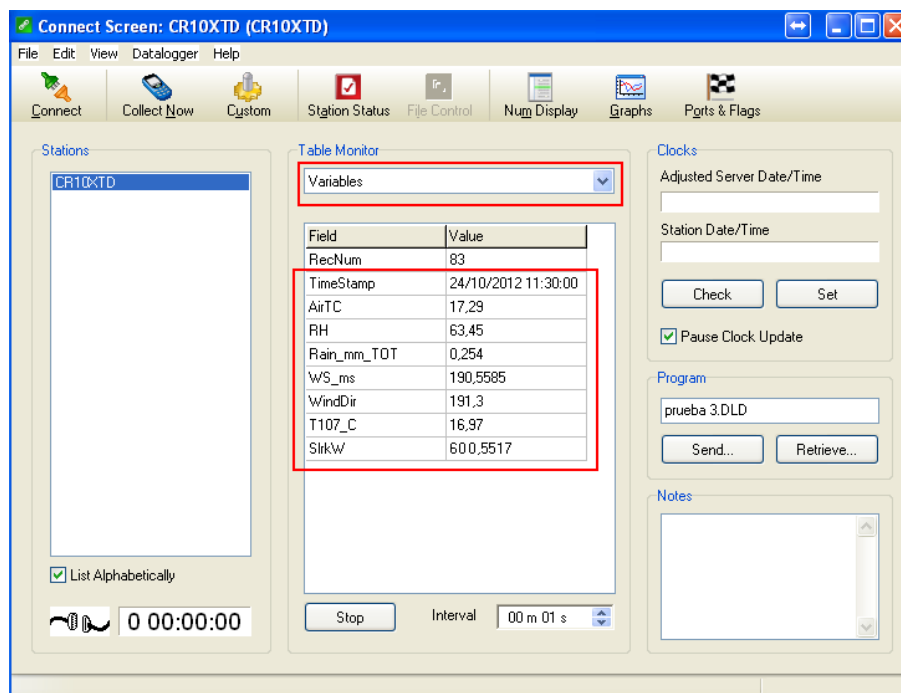 Connect Screen: CR10XTD (CR10XTD)
File Edit View Datalogger Help
Connect Collect Now Custom Station Status File Control Num Display Graphs Ports & Flags
Stations
CR10XTD
List Alphabetically
0 00:00:00
Table Monitor
Variables
Field Value
RecNum 83
TimeStamp 24/10/2012 11:30:00
AirTC 17,29
RH 63,45
Rain_mm_TOT 0,254
WS_ms 190,5585
WindDir 191,3
T107_C 16,97
SlrkW 600,5517
Stop Interval 00 m 01 s
Clocks
Adjusted Server Date/Time
Station Date/Time
Check Set
Pause Clock Update
Program
prueba 3.DLD
Send... Retrieve...
Notes